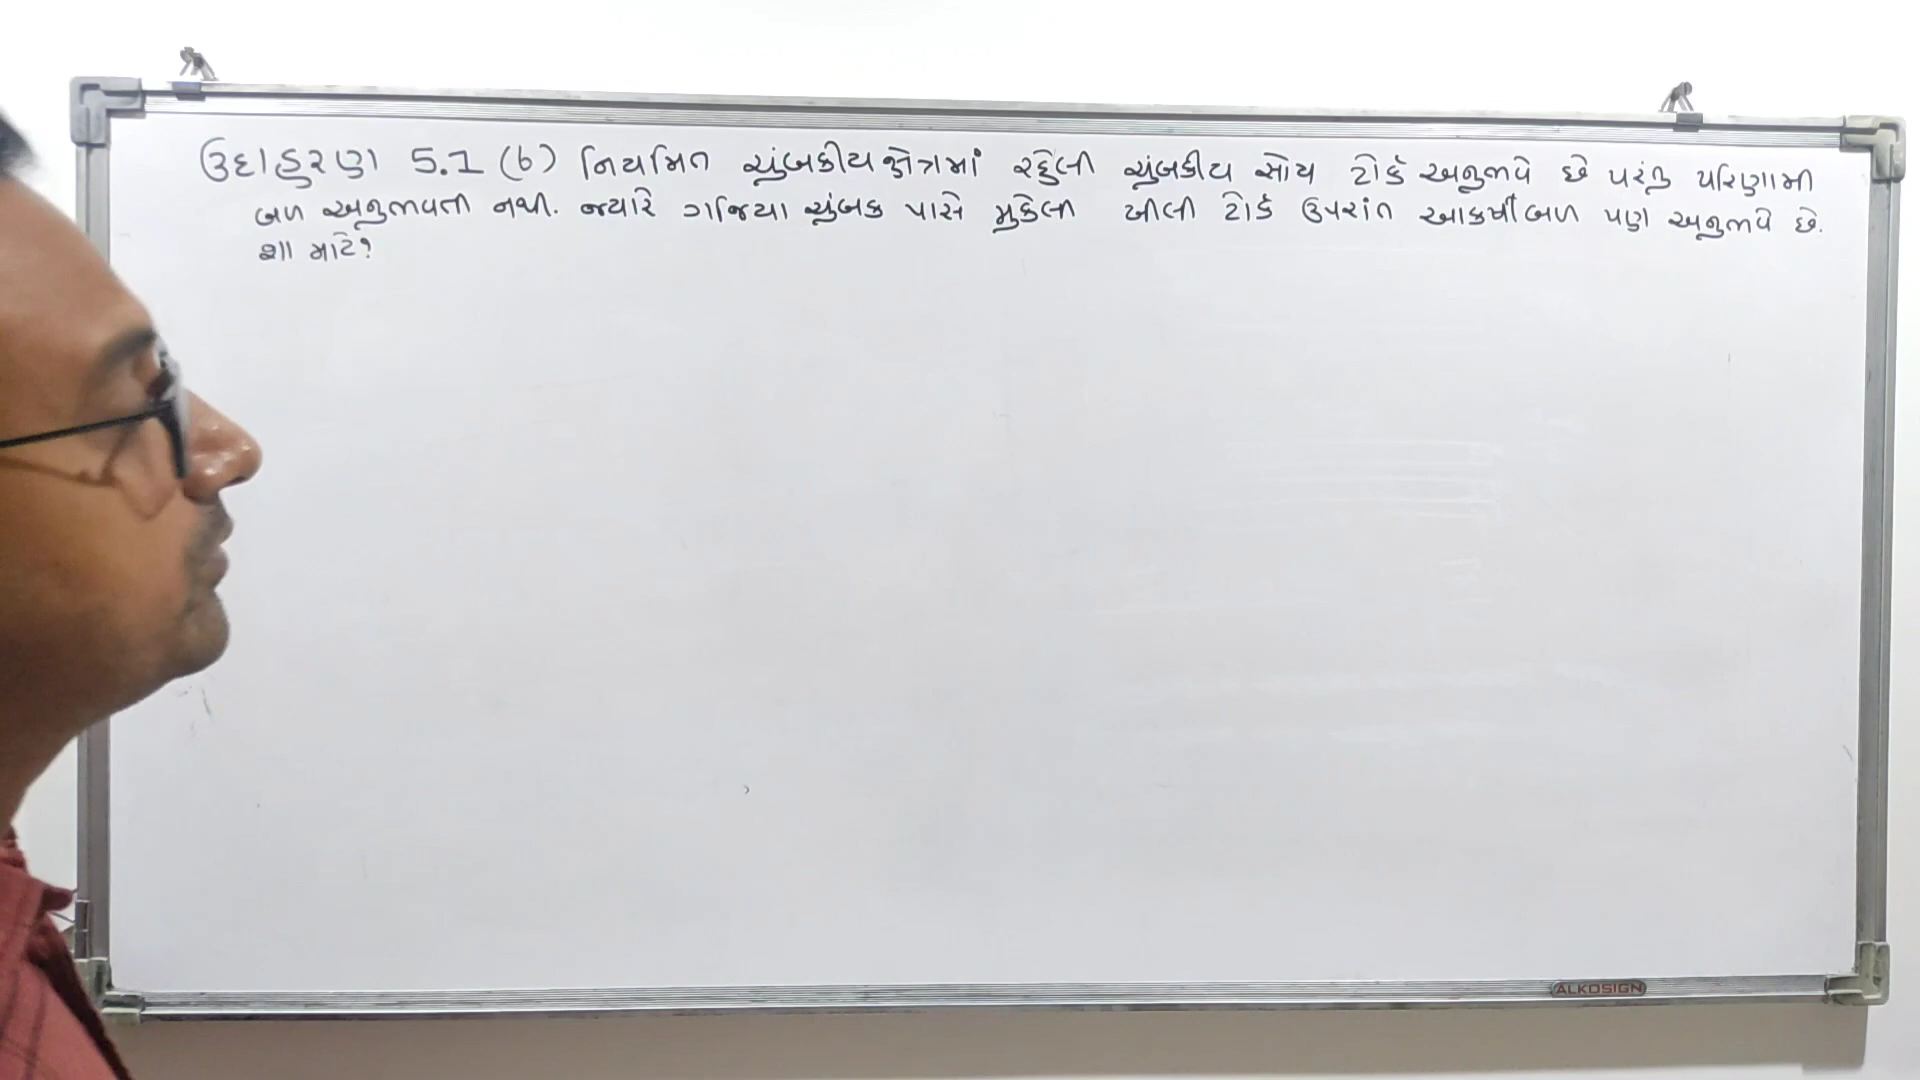 ઉદાહરણ 5.1 (b) નિયમિત ચુંબકીયક્ષેત્રમાં રહેલી ચુંબકીય સોય ટોર્ક અનુભવે છે પરંતુ પરિણામી
બળ અનુભવતી નથી. જ્યારે ગજિયા ચુંબક પાસે મુકેલી ખીલી ટોર્ક ઉપરાંત આકર્ષીબળ પણ અનુભવે છે.
શા માટે?
ALKOSIGN